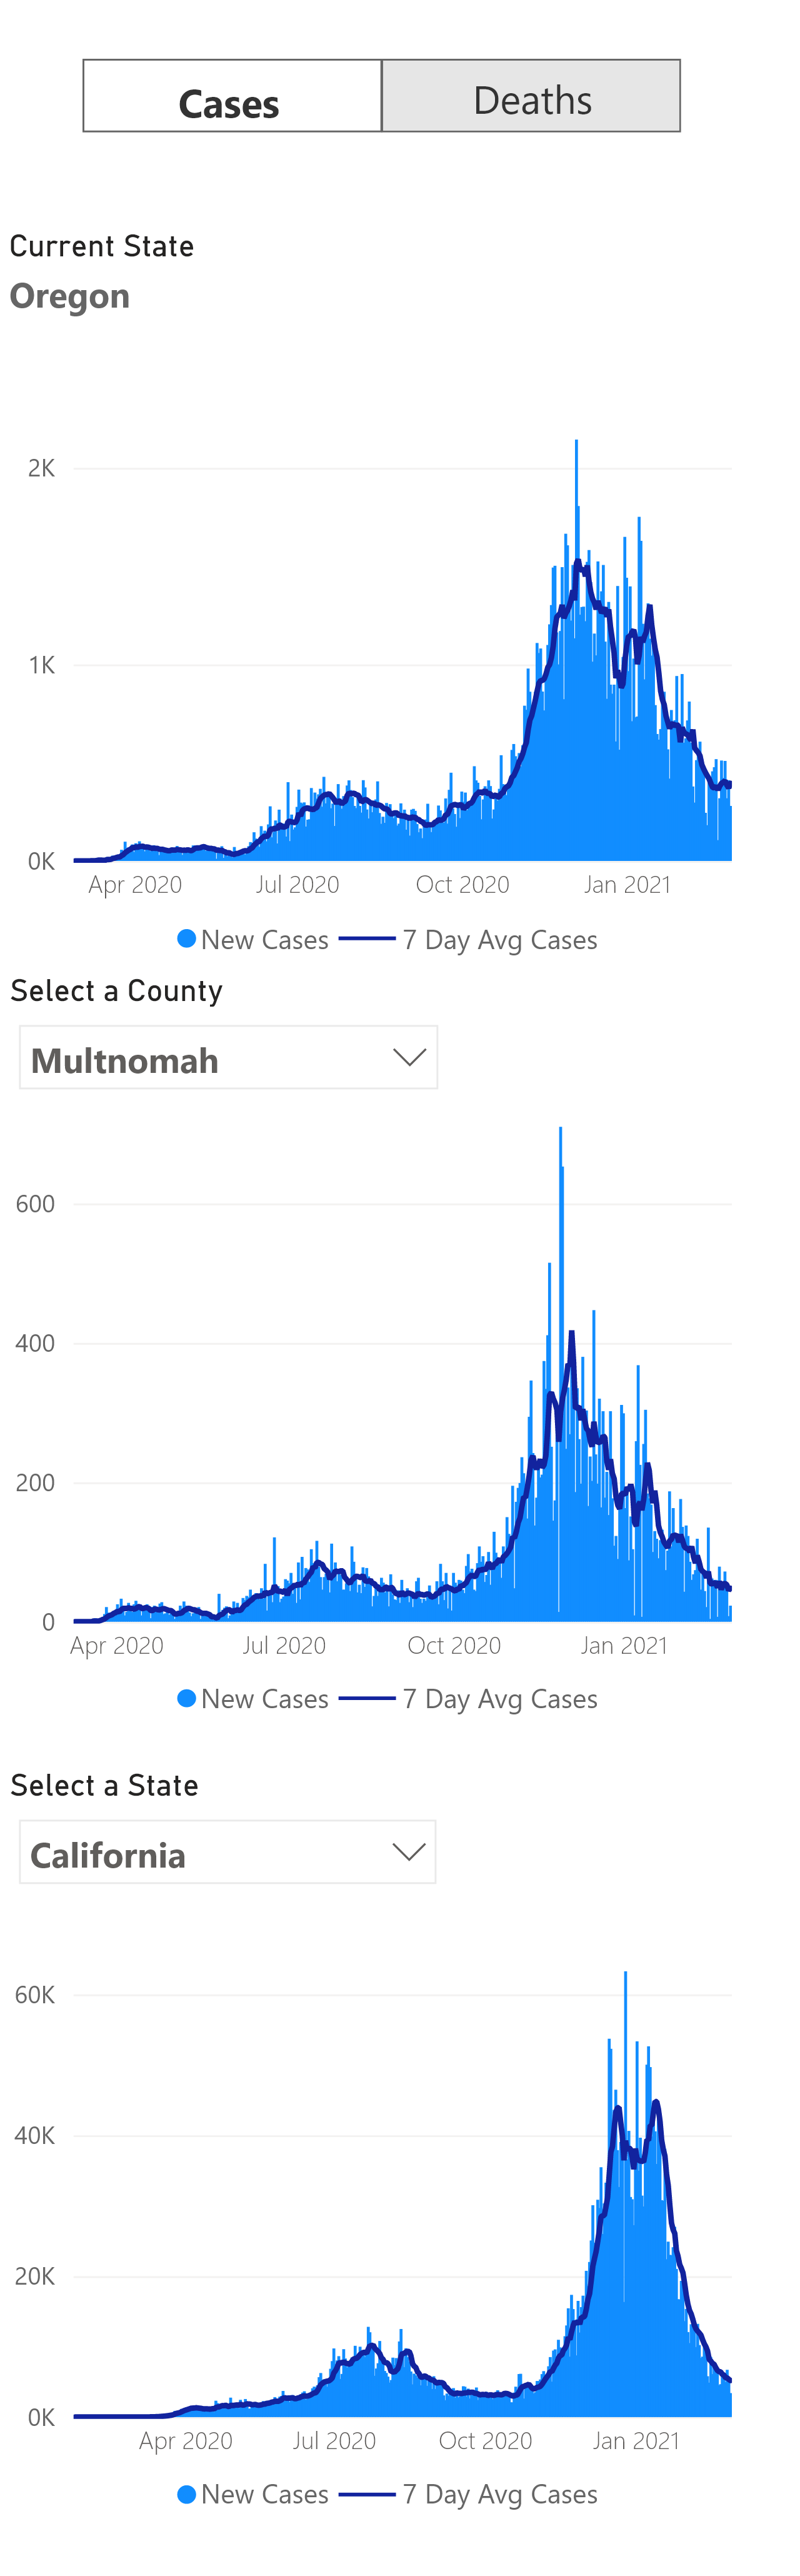 Cases Deaths
Current State
Oregon
2K
1K
0K
Apr 2020 Jul 2020 Oct 2020 Jan 2021
New Cases 7 Day Avg Cases
Select a County
Multnomah
600
400
200
0
Apr 2020 Jul 2020 Oct 2020 Jan 2021
New Cases 7 Day Avg Cases
Select a State
California
60K
40K
20K
0K
Apr 2020 Jul 2020 Oct 2020 Jan 2021
New Cases 7 Day Avg Cases